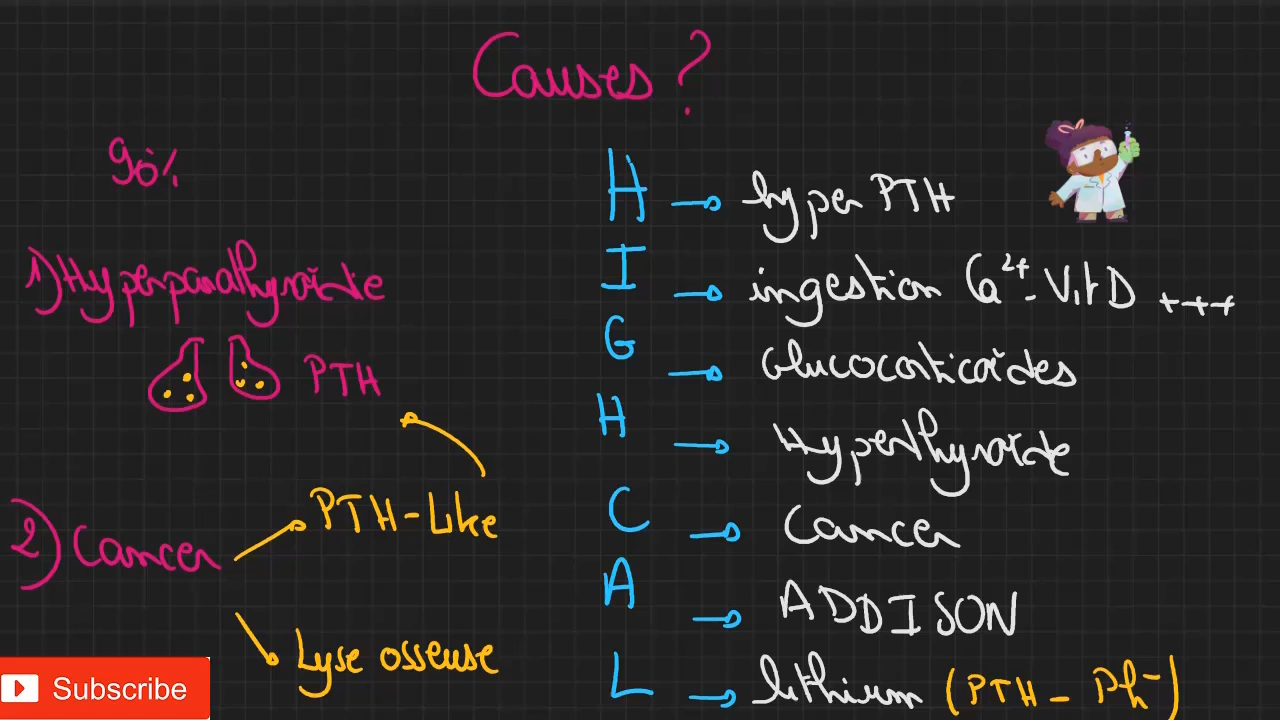 Causes ?
90%
1) Hyperparathyroïdie
PTH
2) Cancer
PTH-Like
Lyse osseuse
H → hyper PTH
I → ingestion Ca2+ - Vit D +++
G → Glucocorticoïdes
H → Hyperthyroïdie
C → Cancer
A → ADDISON
L → lithium (PTH - Ph-)
Subscribe